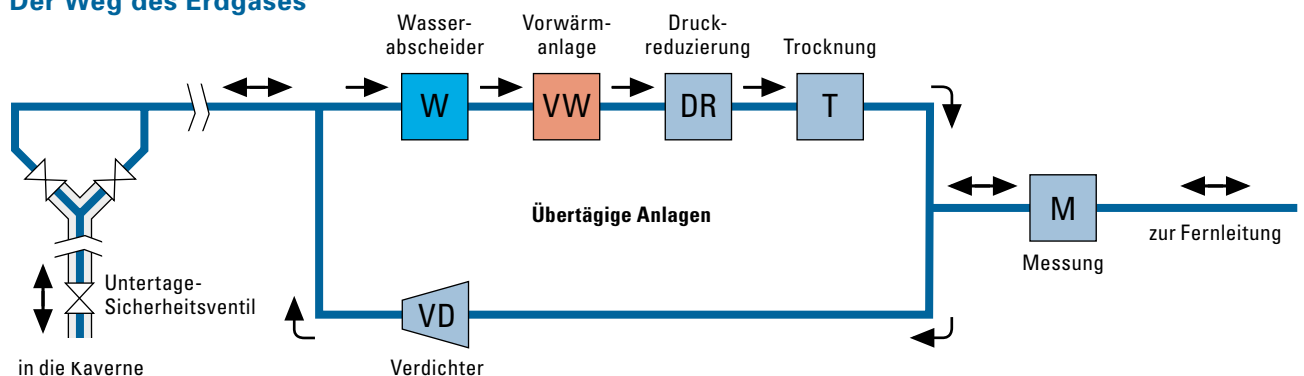 Der Weg des Erdgases
Wasser-
abscheider
Vorwärm-
anlage
Druck-
reduzierung
Trocknung
W
VW
DR
T
Übertägige Anlagen
M
zur Fernleitung
Messung
Untertage-
Sicherheitsventil
VD
in die Kaverne
Verdichter